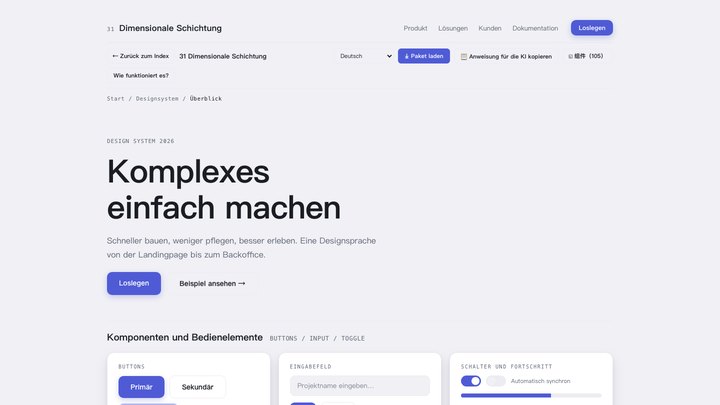 31 Dimensionale Schichtung
Produkt Lösungen Kunden Dokumentation Loslegen
← Zurück zum Index 31 Dimensionale Schichtung Deutsch Paket laden Anweisung für die KI kopieren 组件 (105)
Wie funktioniert es?
Start / Designsystem / Überblick
DESIGN SYSTEM 2026
Komplexes
einfach machen
Schneller bauen, weniger pflegen, besser erleben. Eine Designsprache
von der Landingpage bis zum Backoffice.
Loslegen Beispiel ansehen →
Komponenten und Bedienelemente BUTTONS / INPUT / TOGGLE
BUTTONS
Primär Sekundär
EINGABEFELD
Projektname eingeben...
SCHALTER UND FORTSCHRITT
Automatisch synchron